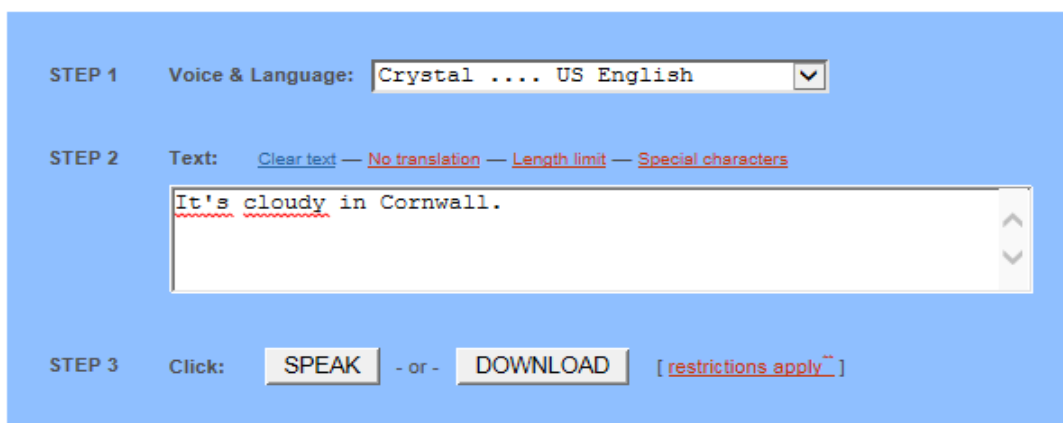 STEP 1 Voice & Language: Crystal .... US English
STEP 2 Text: Clear text — No translation — Length limit — Special characters
It's cloudy in Cornwall.
STEP 3 Click: SPEAK - or - DOWNLOAD [ restrictions apply^^ ]